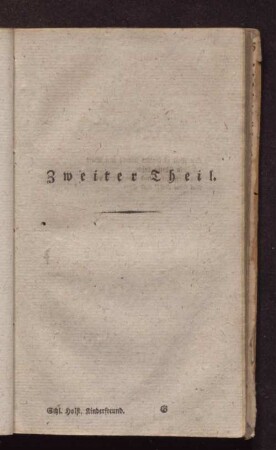 Zweiter Theil.
Schl. Holst. Kinderfreund. G